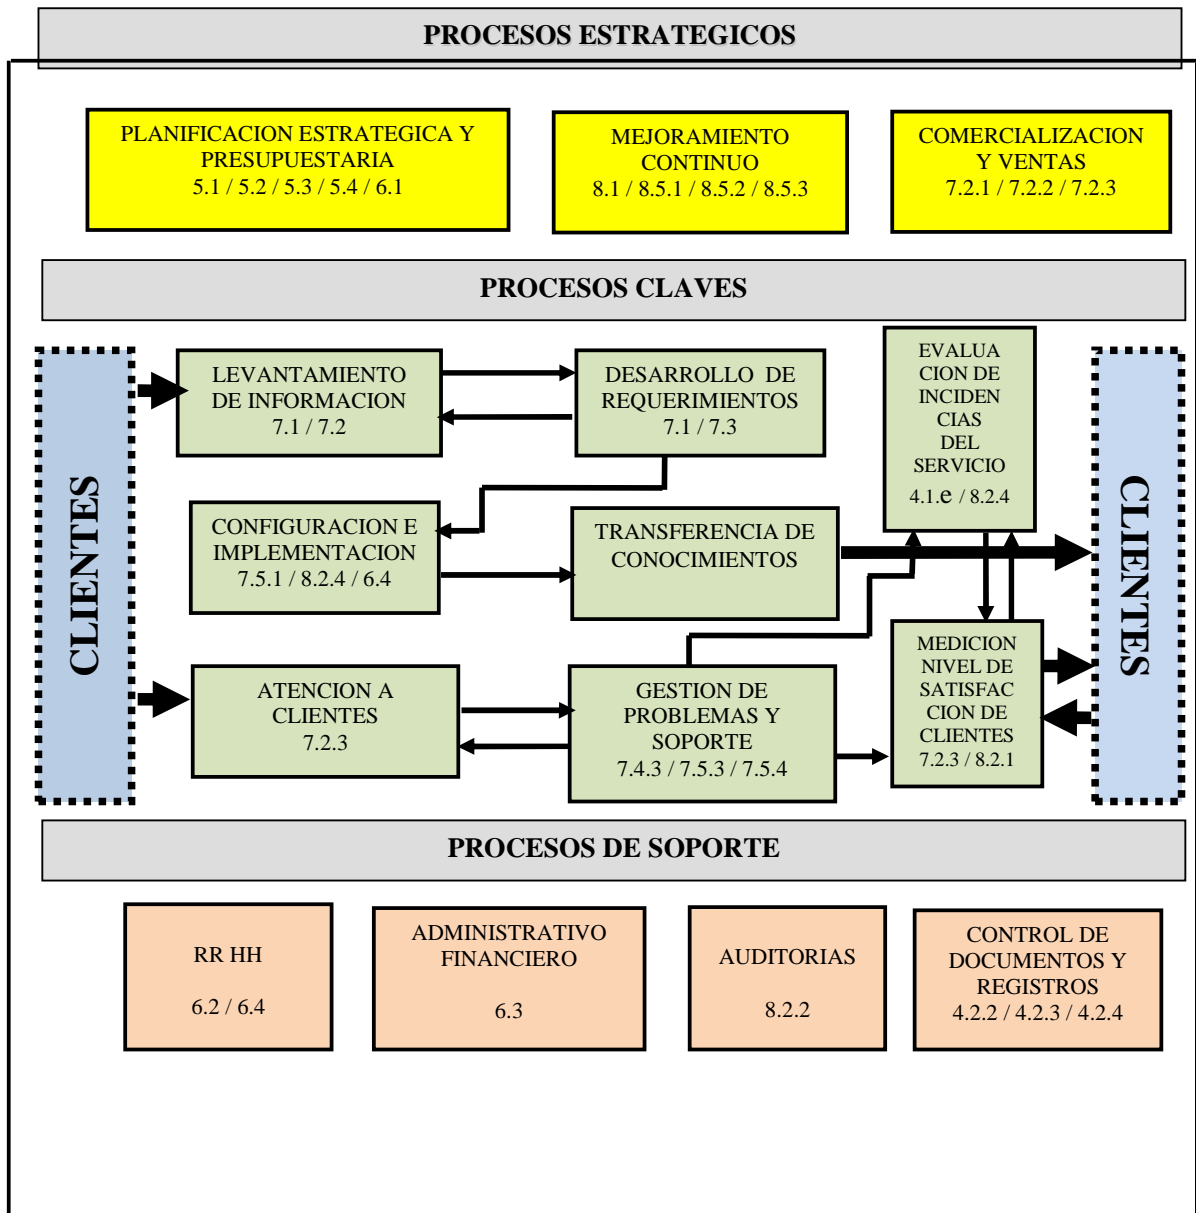 PROCESOS ESTRATEGICOS
PLANIFICACION ESTRATEGICA Y
PRESUPUESTARIA
5.1 / 5.2 / 5.3 / 5.4 / 6.1
MEJORAMIENTO
CONTINUO
8.1 / 8.5.1 / 8.5.2 / 8.5.3
COMERCIALIZACION
Y VENTAS
7.2.1 / 7.2.2 / 7.2.3
PROCESOS CLAVES
CLIENTES
LEVANTAMIENTO
DE INFORMACION
7.1 / 7.2
DESARROLLO DE
REQUERIMIENTOS
7.1 / 7.3
EVALUA
CION DE
INCIDEN
CIAS
DEL
SERVICIO
4.1.e / 8.2.4
CONFIGURACION E
IMPLEMENTACION
7.5.1 / 8.2.4 / 6.4
TRANSFERENCIA DE
CONOCIMIENTOS
ATENCION A
CLIENTES
7.2.3
GESTION DE
PROBLEMAS Y
SOPORTE
7.4.3 / 7.5.3 / 7.5.4
MEDICION
NIVEL DE
SATISFAC
CION DE
CLIENTES
7.2.3 / 8.2.1
CLIENTES
PROCESOS DE SOPORTE
RR HH
6.2 / 6.4
ADMINISTRATIVO
FINANCIERO
6.3
AUDITORIAS
8.2.2
CONTROL DE
DOCUMENTOS Y
REGISTROS
4.2.2 / 4.2.3 / 4.2.4